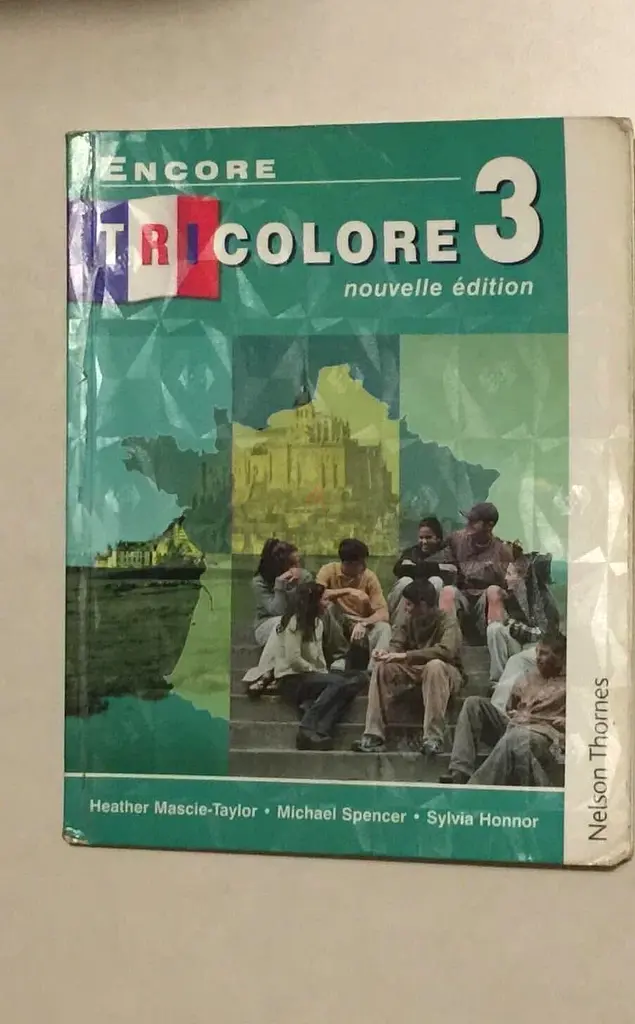 ENCORE
TRICOLORE 3
nouvelle édition
Heather Mascie-Taylor • Michael Spencer • Sylvia Honnor
Nelson Thornes